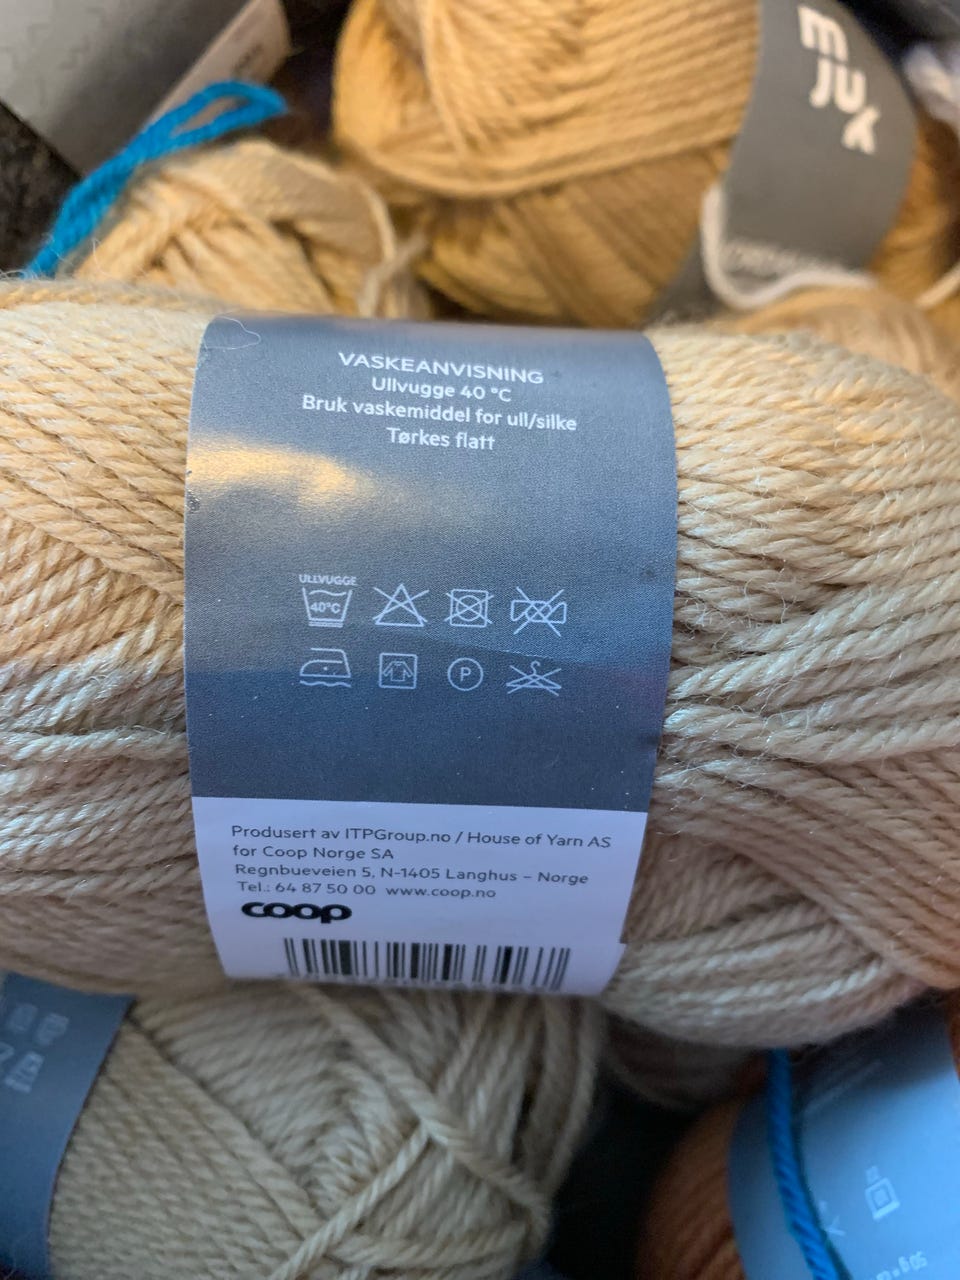 mjuk
VASKEANVISNING
Ullvugge 40 °C
Bruk vaskemiddel for ull/silke
Tørkes flatt
ULLVUGGE
40°C
P
Produsert av ITPGroup.no / House of Yarn AS
for Coop Norge SA
Regnbueveien 5, N-1405 Langhus – Norge
Tel.: 64 87 50 00 www.coop.no
coop